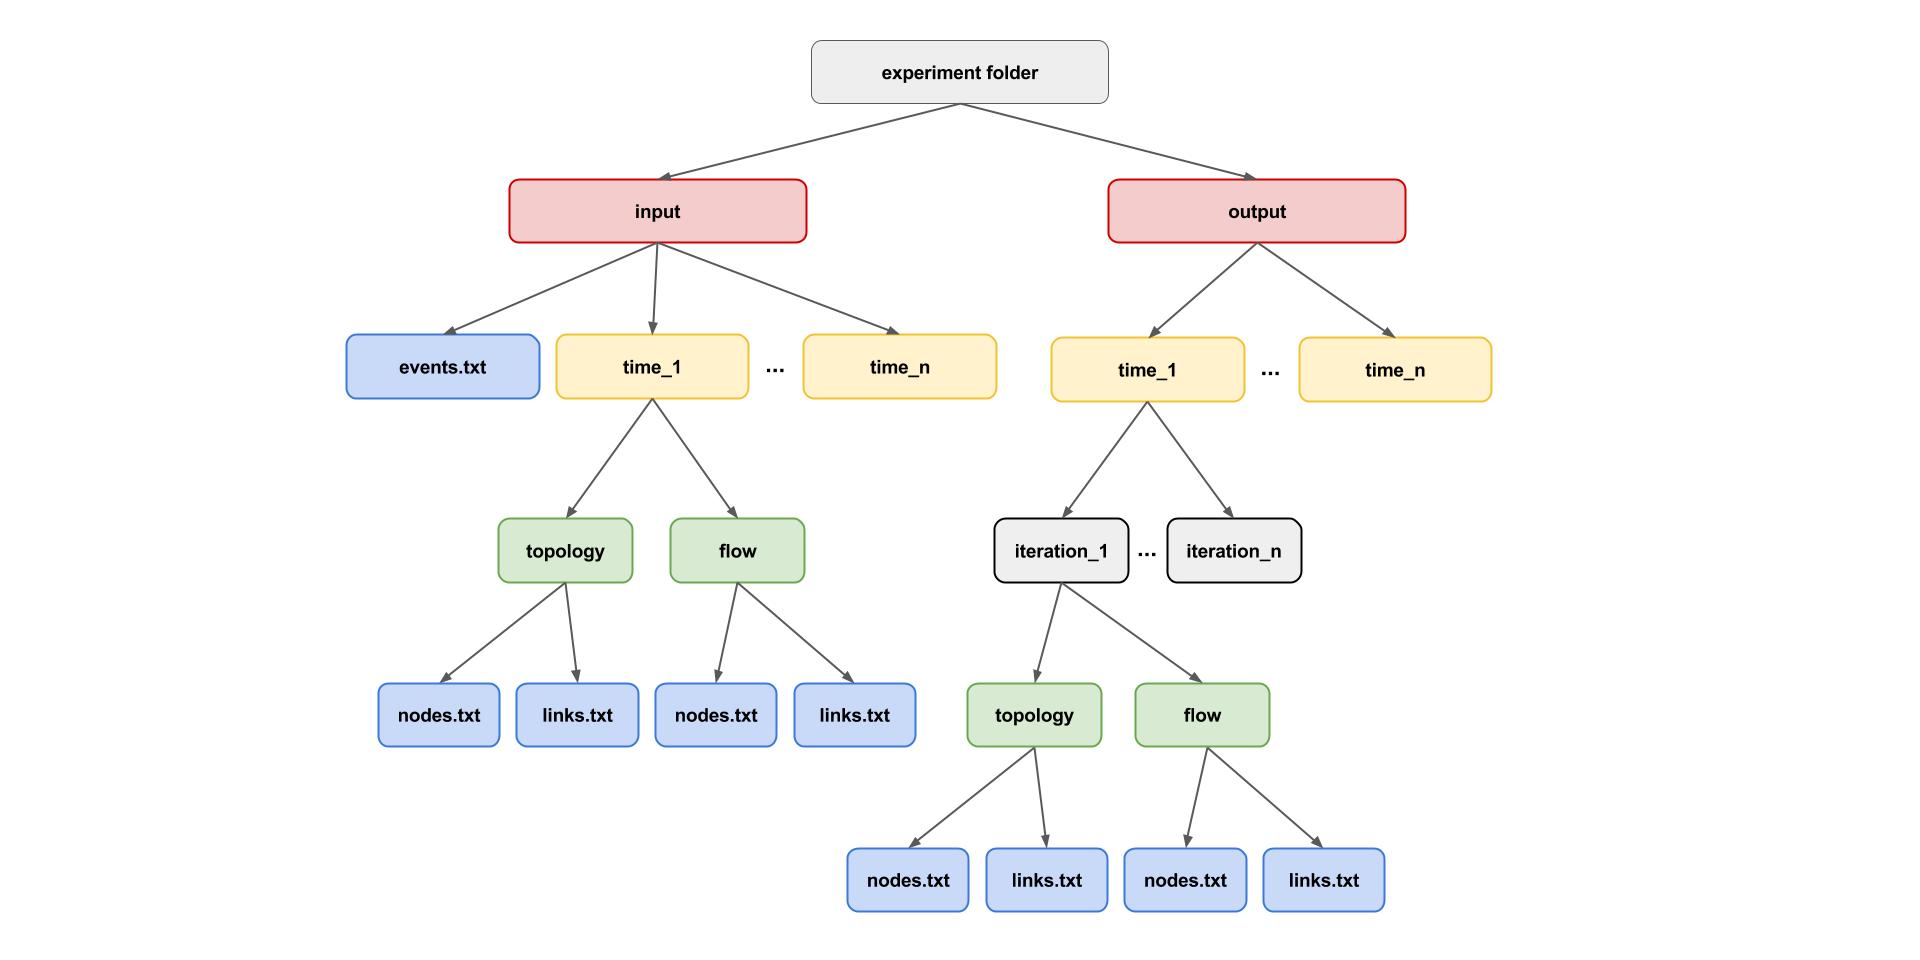 experiment folder
input
output
events.txt
time_1
...
time_n
time_1
...
time_n
topology
flow
iteration_1
...
iteration_n
nodes.txt
links.txt
nodes.txt
links.txt
topology
flow
nodes.txt
links.txt
nodes.txt
links.txt